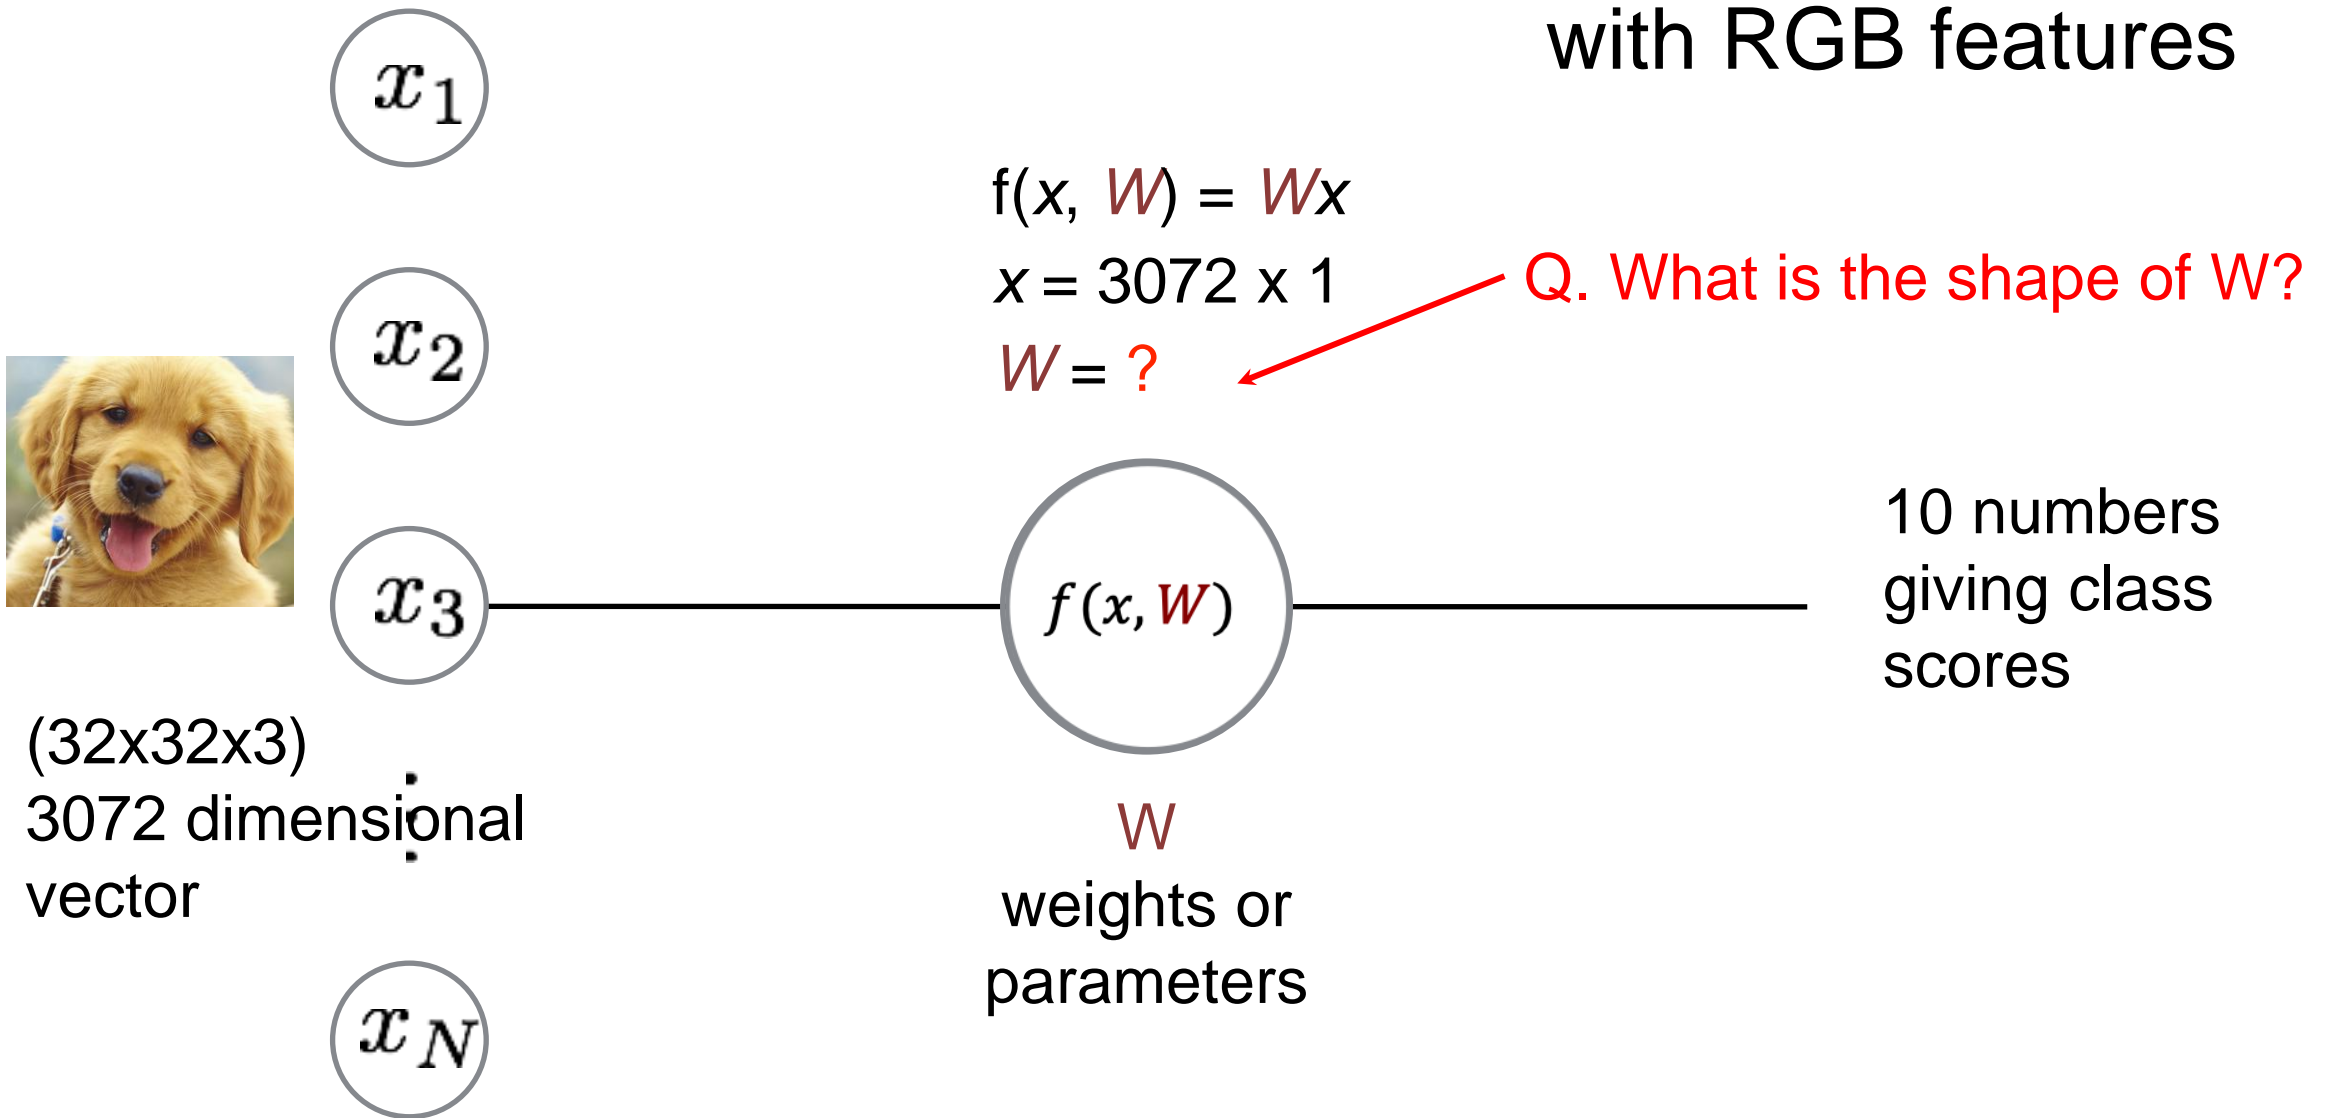 with RGB features
x₁
f(x, W) = Wx
x = 3072 x 1
Q. What is the shape of W?
x₂
W = ?
10 numbers
giving class
scores
x₃
f(x, W)
(32x32x3)
3072 dimensional
vector
⋮
W
weights or
parameters
x_N